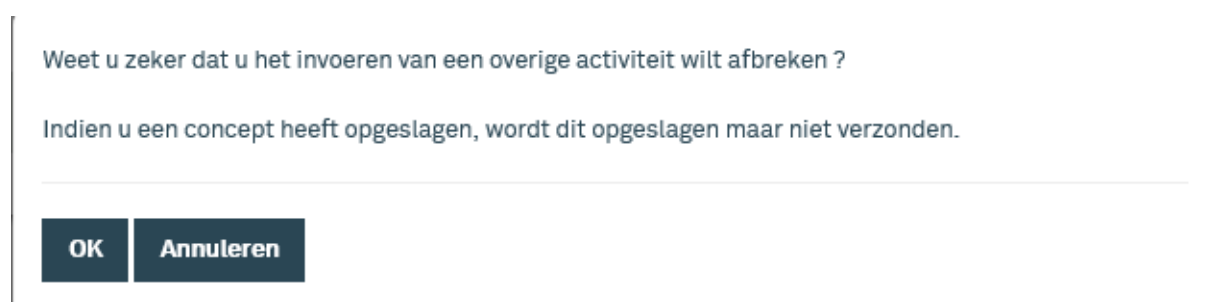 Weet u zeker dat u het invoeren van een overige activiteit wilt afbreken ?
Indien u een concept heeft opgeslagen, wordt dit opgeslagen maar niet verzonden.
OK Annuleren